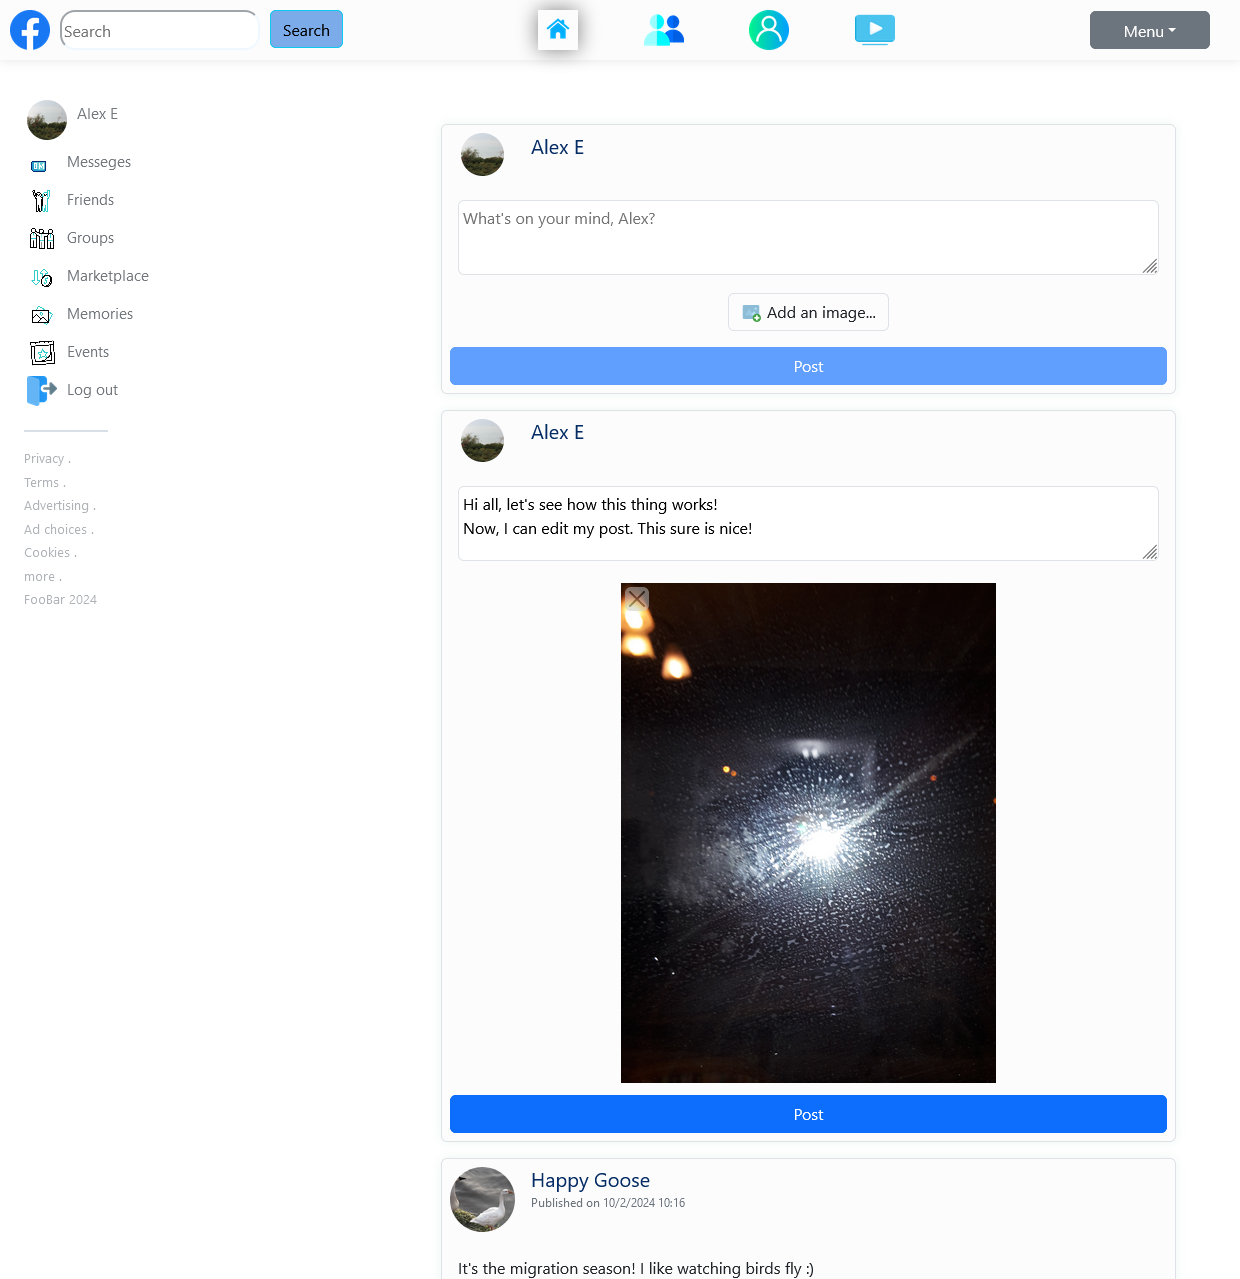 Search
Search
Menu
Alex E
Messeges
Friends
Groups
Marketplace
Memories
Events
Log out
Privacy .
Terms .
Advertising .
Ad choices .
Cookies .
more .
FooBar 2024
Alex E
What's on your mind, Alex?
Add an image...
Post
Alex E
Hi all, let's see how this thing works!
Now, I can edit my post. This sure is nice!
Post
Happy Goose
Published on 10/2/2024 10:16
It's the migration season! I like watching birds fly :)